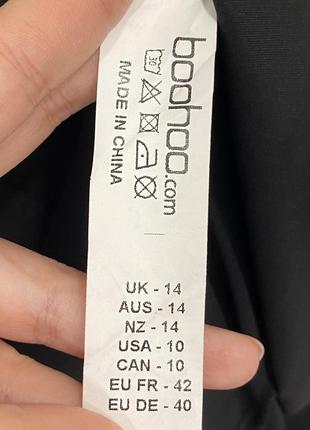 boohoo.com
30
MADE IN CHINA
UK - 14
AUS - 14
NZ - 14
USA - 10
CAN - 10
EU FR - 42
EU DE - 40